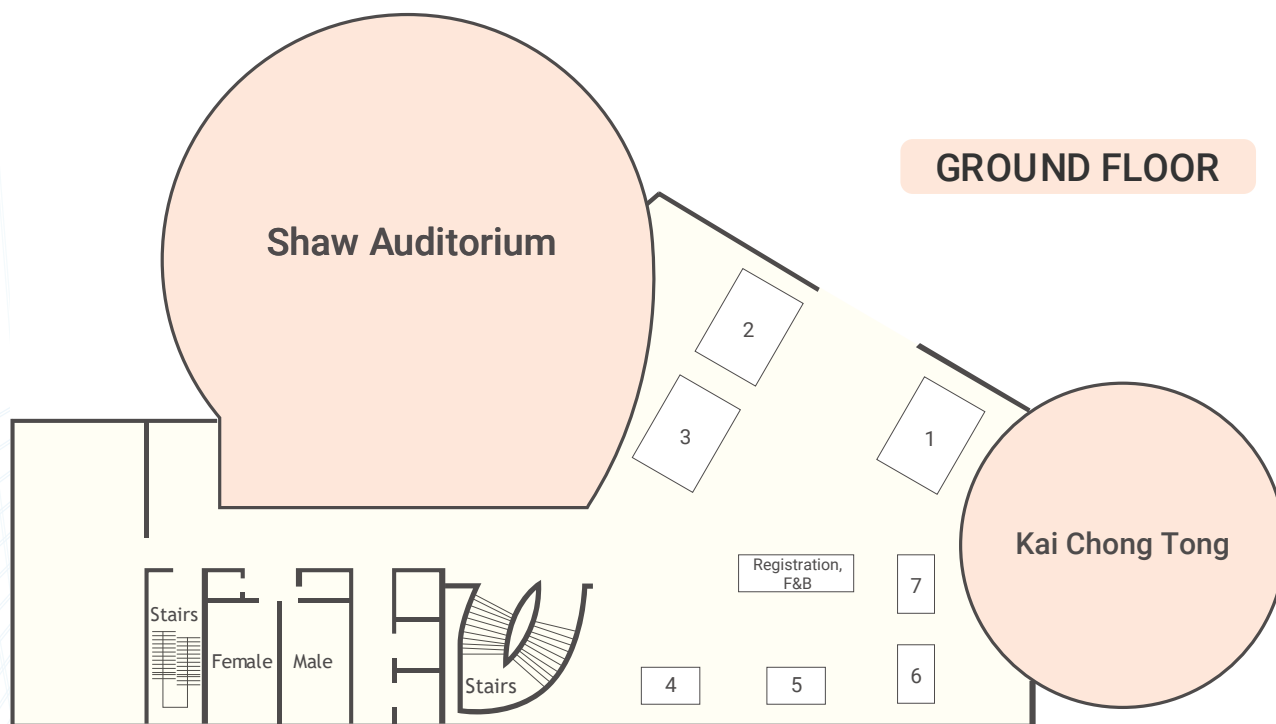 GROUND FLOOR
Shaw Auditorium
2
3
1
Kai Chong Tong
Registration,
F&B
7
Stairs
Female
Male
Stairs
4
5
6